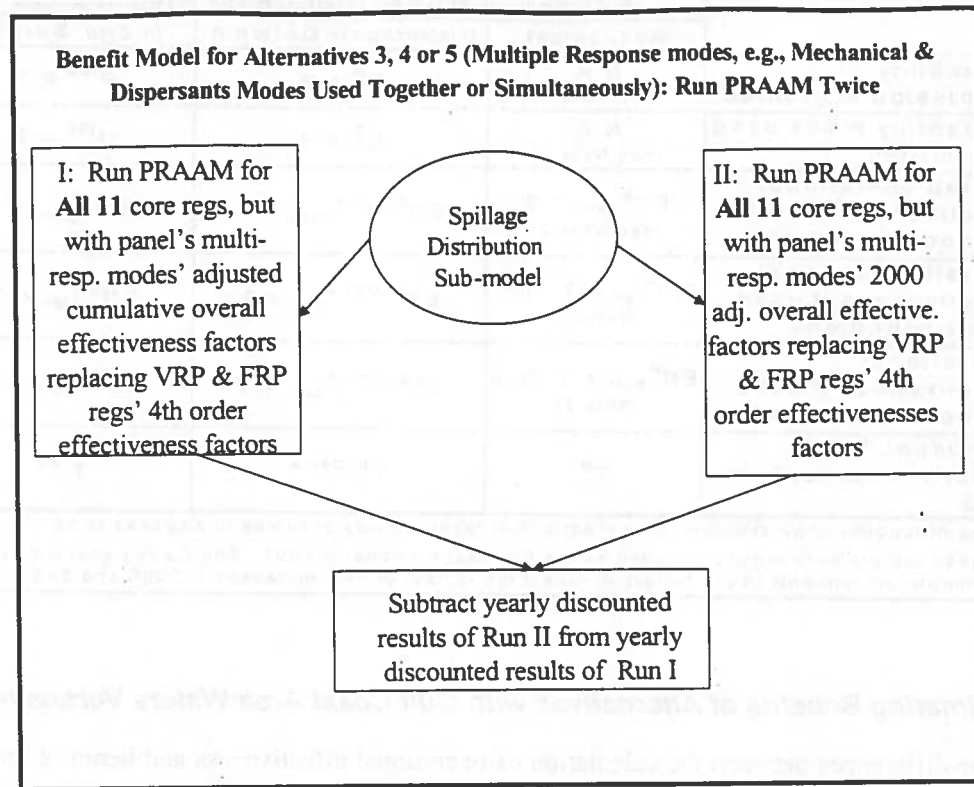 Benefit Model for Alternatives 3, 4 or 5 (Multiple Response modes, e.g., Mechanical &
Dispersants Modes Used Together or Simultaneously): Run PRAAM Twice
I: Run PRAAM for
All 11 core regs, but
with panel's multi-
resp. modes' adjusted
cumulative overall
effectiveness factors
replacing VRP & FRP
regs' 4th order
effectiveness factors
Spillage
Distribution
Sub-model
II: Run PRAAM for
All 11 core regs, but
with panel's multi-
resp. modes' 2000
adj. overall effective.
factors replacing VRP
& FRP regs' 4th
order effectivenesses
factors
Subtract yearly discounted
results of Run II from yearly
discounted results of Run I